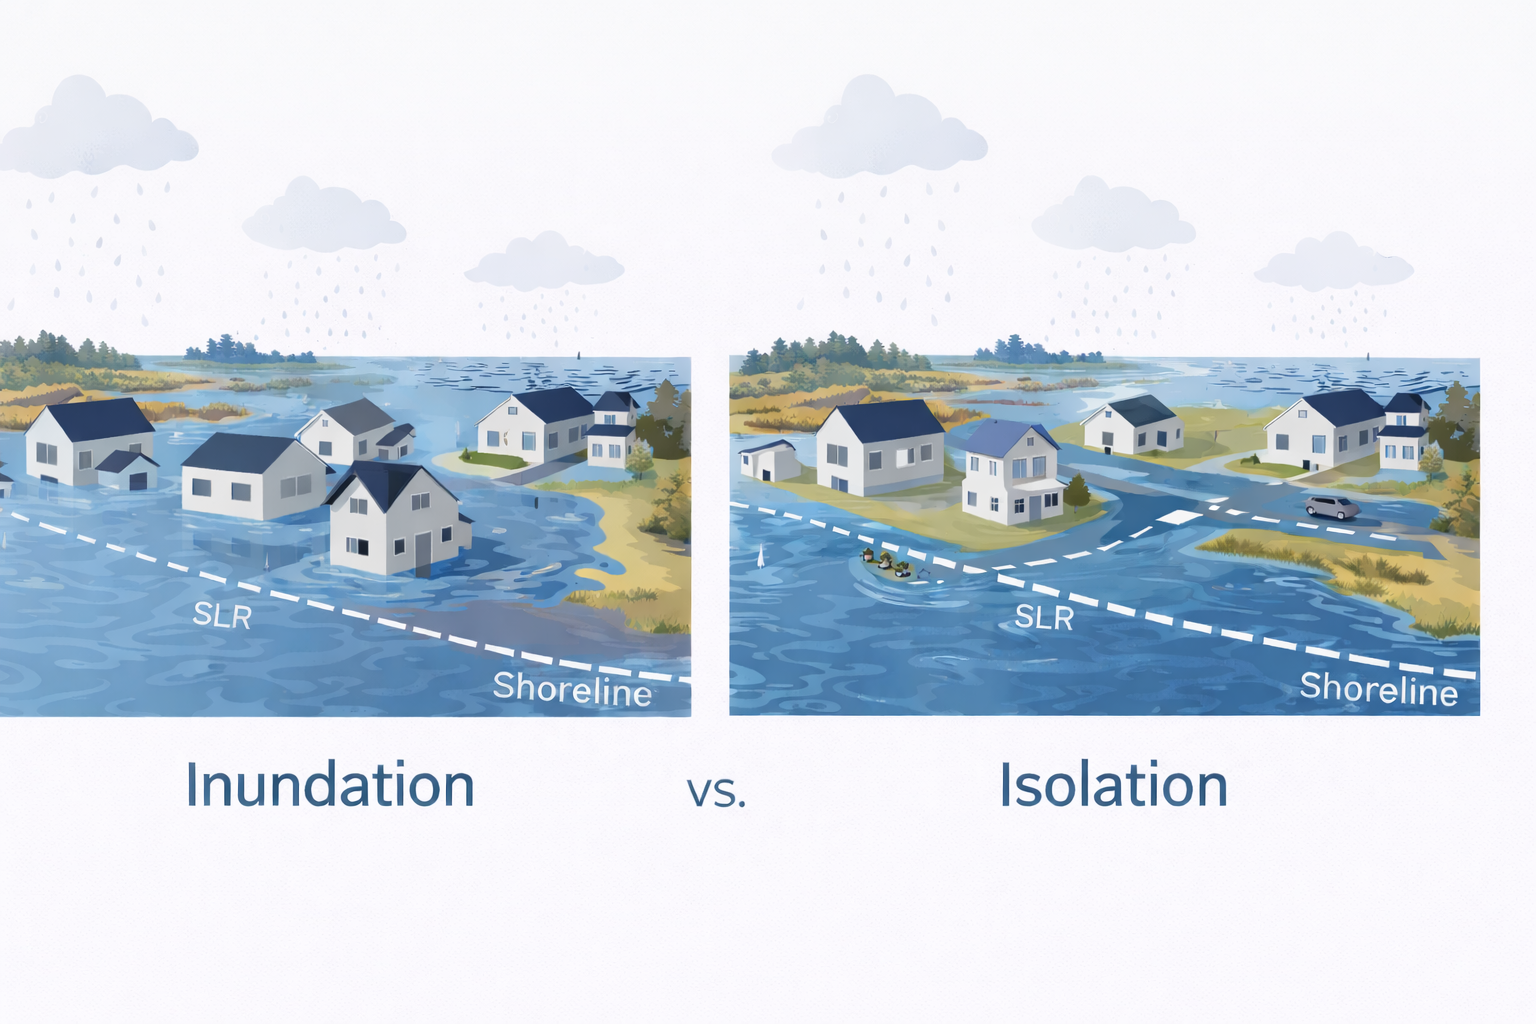 SLR
Shoreline
SLR
Shoreline
Inundation vs. Isolation